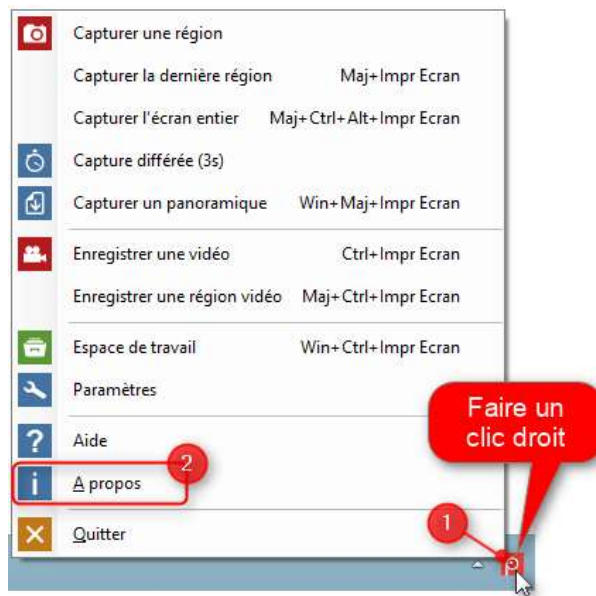 Capturer une région
Capturer la dernière région Maj+Impr Ecran
Capturer l'écran entier Maj+Ctrl+Alt+Impr Ecran
Capture différée (3s)
Capturer un panoramique Win+Maj+Impr Ecran
Enregistrer une vidéo Ctrl+Impr Ecran
Enregistrer une région vidéo Maj+Ctrl+Impr Ecran
Espace de travail Win+Ctrl+Impr Ecran
Paramètres
Faire un
clic droit
? Aide
2
i A propos
1
Quitter